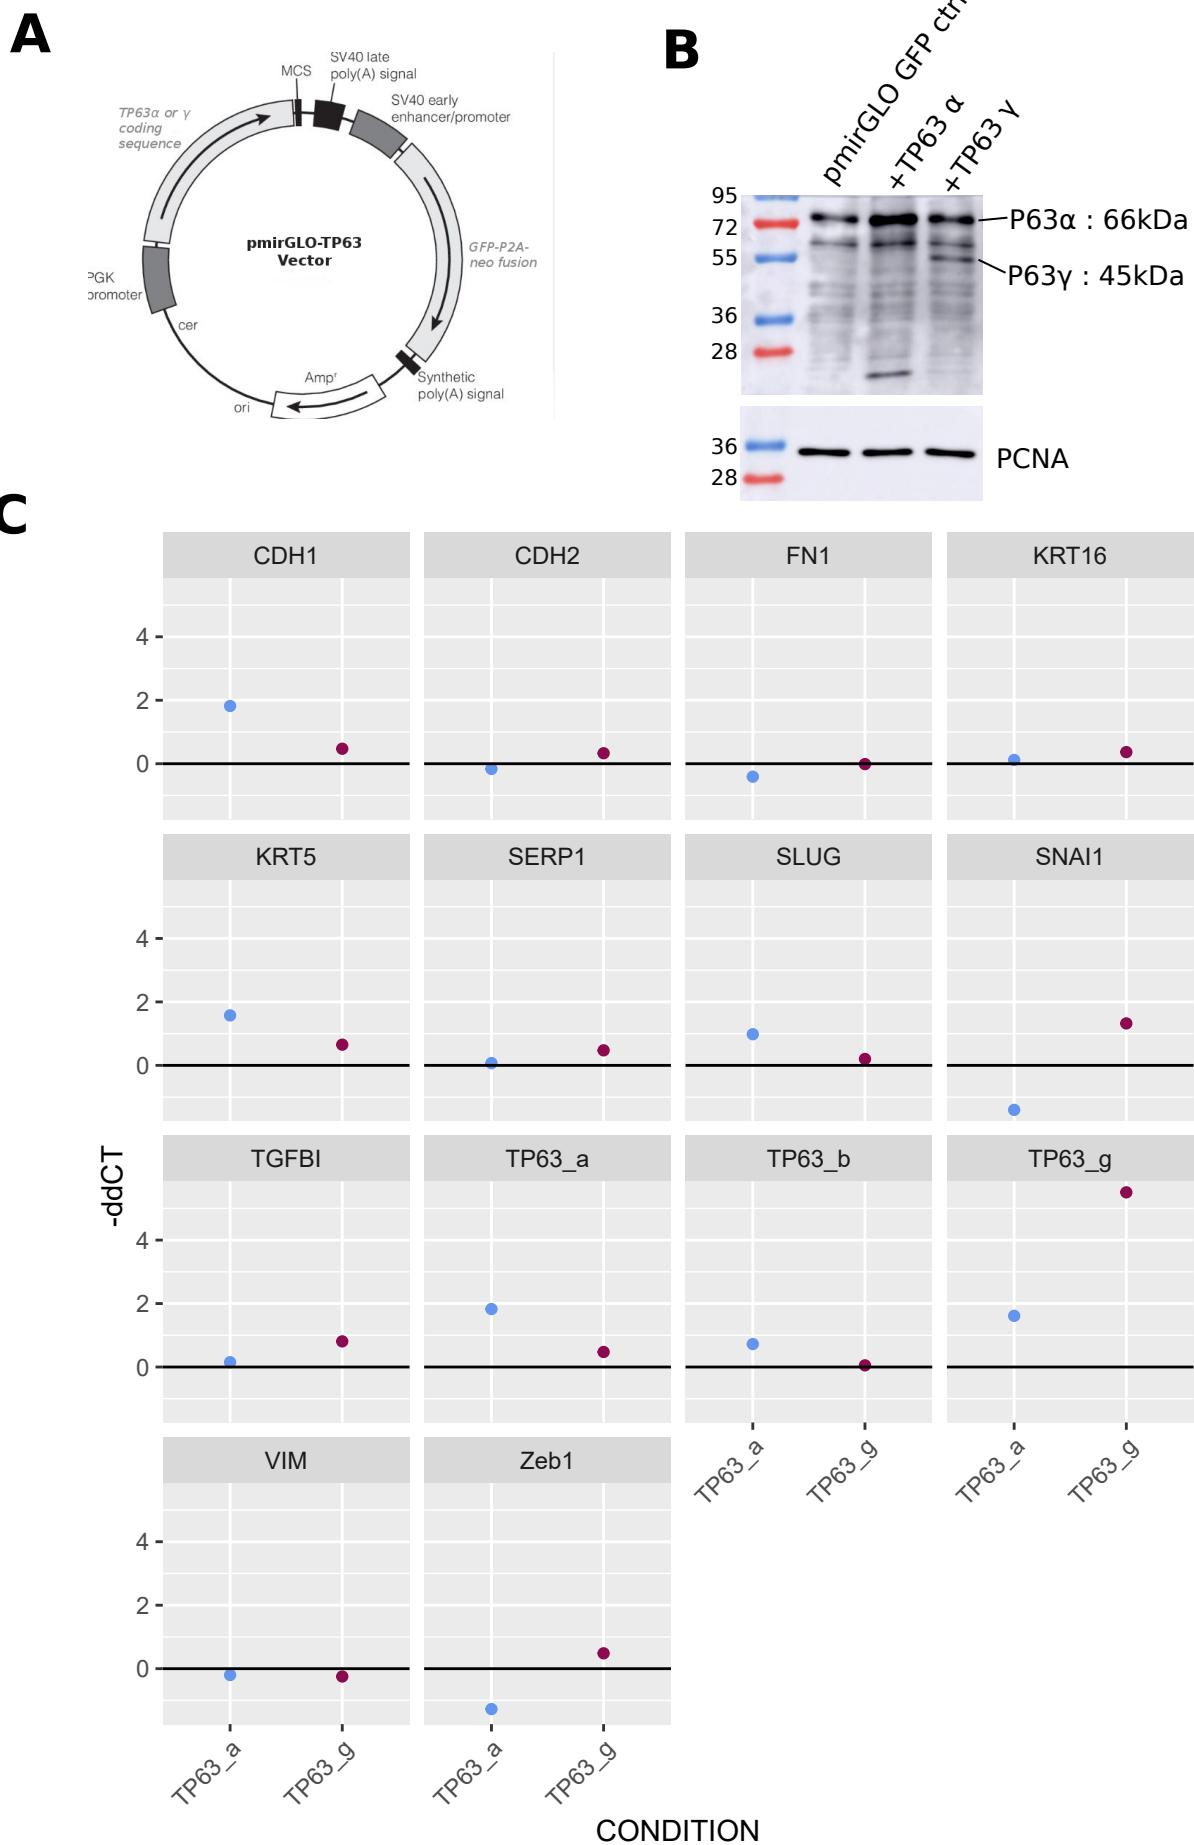 A
SV40 late
poly(A) signal
MCS
SV40 early
enhancer/promoter
TP63α or γ
coding
sequence
pmirGLO-TP63
Vector
GFP-P2A-
neo fusion
PGK
promoter
cer
Ampʳ
ori
Synthetic
poly(A) signal
B
pmirGLO GFP ctrl
+TP63 α
+TP63 γ
95
72
55
36
28
P63α : 66kDa
P63γ : 45kDa
36
28
PCNA
C
CDH1 CDH2 FN1 KRT16
4
2
0
KRT5 SERP1 SLUG SNAI1
4
2
0
TGFBI TP63_a TP63_b TP63_g
4
2
0
TP63_a TP63_g TP63_a TP63_g
VIM Zeb1
4
2
0
TP63_a TP63_g TP63_a TP63_g
-ddCT
CONDITION